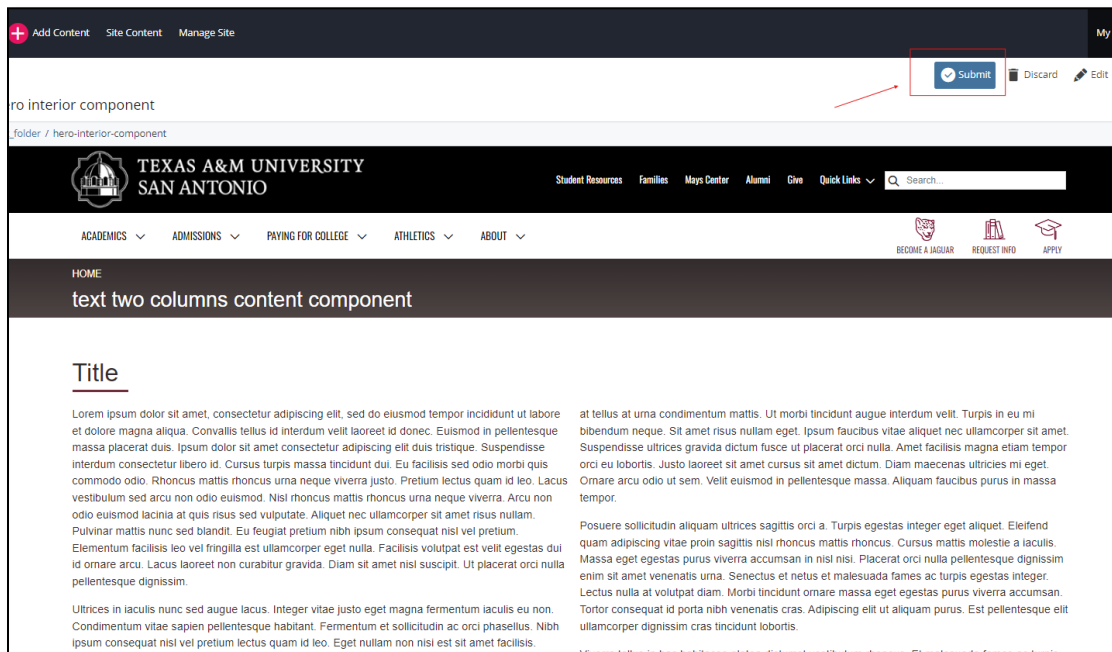 Add Content Site Content Manage Site My
Submit Discard Edit
ero interior component
_folder / hero-interior-component
TEXAS A&M UNIVERSITY
SAN ANTONIO
Student Resources Families Mays Center Alumni Give Quick Links Search...
ACADEMICS ADMISSIONS PAYING FOR COLLEGE ATHLETICS ABOUT
BECOME A JAGUAR REQUEST INFO APPLY
HOME
text two columns content component
Title
Lorem ipsum dolor sit amet, consectetur adipiscing elit, sed do eiusmod tempor incididunt ut labore
et dolore magna aliqua. Convallis tellus id interdum velit laoreet id donec. Euismod in pellentesque
massa placerat duis. Ipsum dolor sit amet consectetur adipiscing elit duis tristique. Suspendisse
interdum consectetur libero id. Cursus turpis massa tincidunt dui. Eu facilisis sed odio morbi quis
commodo odio. Rhoncus mattis rhoncus urna neque viverra justo. Pretium lectus quam id leo. Lacus
vestibulum sed arcu non odio euismod. Nisl rhoncus mattis rhoncus urna neque viverra. Arcu non
odio euismod lacinia at quis risus sed vulputate. Aliquet nec ullamcorper sit amet risus nullam.
Pulvinar mattis nunc sed blandit. Eu feugiat pretium nibh ipsum consequat nisl vel pretium.
Elementum facilisis leo vel fringilla est ullamcorper eget nulla. Facilisis volutpat est velit egestas dui
id ornare arcu. Lacus laoreet non curabitur gravida. Diam sit amet nisl suscipit. Ut placerat orci nulla
pellentesque dignissim.
Ultrices in iaculis nunc sed augue lacus. Integer vitae justo eget magna fermentum iaculis eu non.
Condimentum vitae sapien pellentesque habitant. Fermentum et sollicitudin ac orci phasellus. Nibh
ipsum consequat nisl vel pretium lectus quam id leo. Eget nullam non nisi est sit amet facilisis.
at tellus at urna condimentum mattis. Ut morbi tincidunt augue interdum velit. Turpis in eu mi
bibendum neque. Sit amet risus nullam eget. Ipsum faucibus vitae aliquet nec ullamcorper sit amet.
Suspendisse ultrices gravida dictum fusce ut placerat orci nulla. Amet facilisis magna etiam tempor
orci eu lobortis. Justo laoreet sit amet cursus sit amet dictum. Diam maecenas ultricies mi eget.
Ornare arcu odio ut sem. Velit euismod in pellentesque massa. Aliquam faucibus purus in massa
tempor.
Posuere sollicitudin aliquam ultrices sagittis orci a. Turpis egestas integer eget aliquet. Eleifend
quam adipiscing vitae proin sagittis nisl rhoncus mattis rhoncus. Cursus mattis molestie a iaculis.
Massa eget egestas purus viverra accumsan in nisl nisi. Placerat orci nulla pellentesque dignissim
enim sit amet venenatis urna. Senectus et netus et malesuada fames ac turpis egestas integer.
Lectus nulla at volutpat diam. Morbi tincidunt ornare massa eget egestas purus viverra accumsan.
Tortor consequat id porta nibh venenatis cras. Adipiscing elit ut aliquam purus. Est pellentesque elit
ullamcorper dignissim cras tincidunt lobortis.